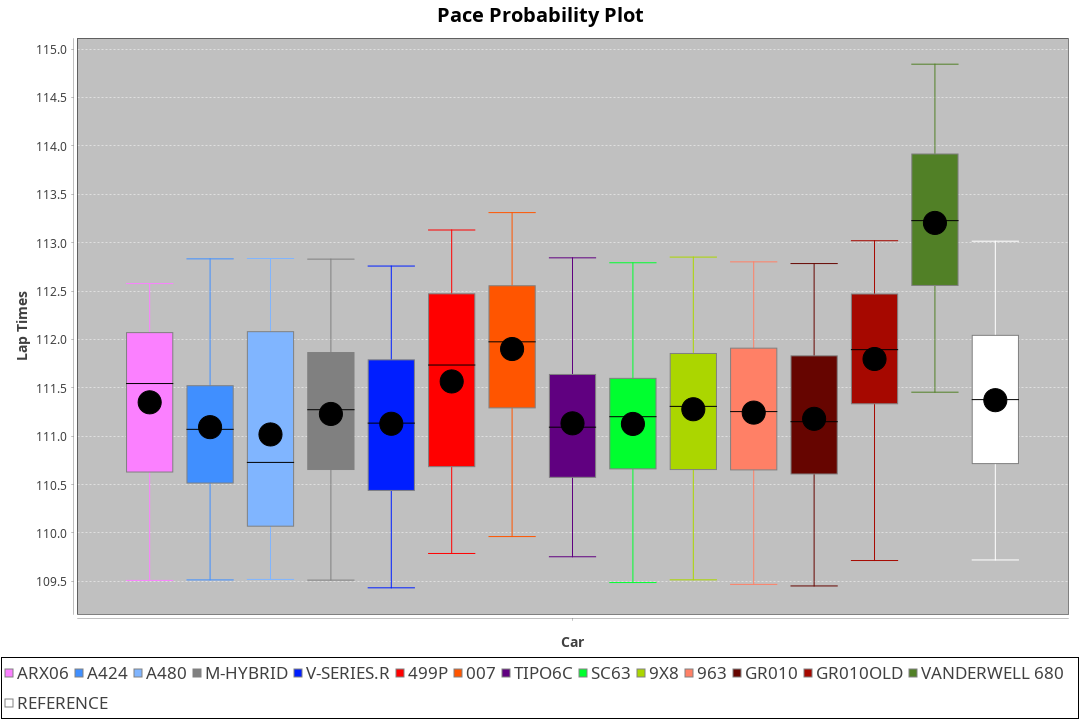 Pace Probability Plot
115.0
114.5
114.0
113.5
113.0
112.5
112.0
111.5
111.0
110.5
110.0
109.5
Lap Times
Car
ARX06 A424 A480 M-HYBRID V-SERIES.R 499P 007 TIPO6C SC63 9X8 963 GR010 GR010OLD VANDERWELL 680
REFERENCE